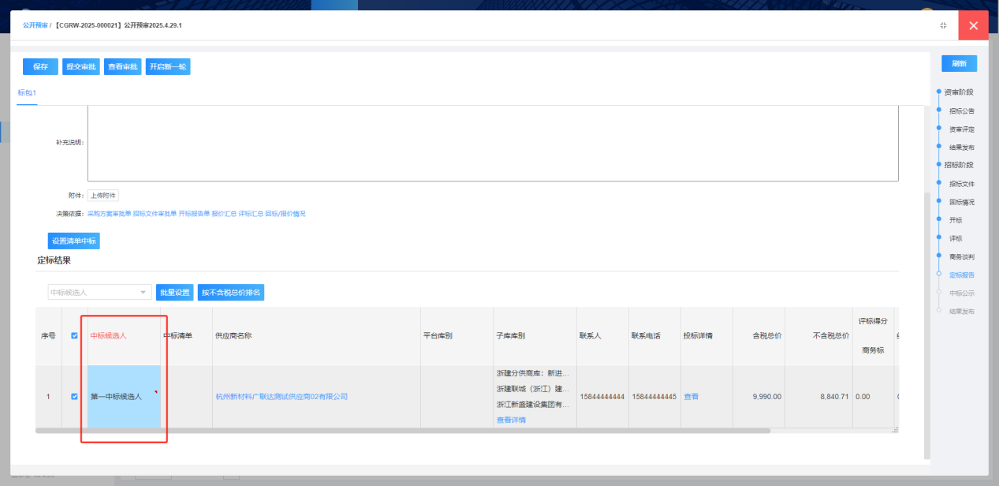 公开预审 / 【CGRW-2025-000021】公开预审2025.4.29.1
保存 提交审批 查看审批 开启新一轮
刷新
标包1
补充说明：
附件： 上传附件
决策依据： 采购方案审批单 招标文件审批单 开标报告单 报价汇总 评标汇总 回标/报价情况
设置清单中标
定标结果
中标候选人 批量设置 按不含税总价排名
序号 中标候选人 中标清单 供应商名称 平台库别 子库库别 联系人 联系电话 投标详情 含税总价 不含税总价 评标得分
商务标
1 第一中标候选人 杭州新材料广联达测试供应商02有限公司 浙建分供商库：新进...
浙建联城（浙江）建...
浙江新盛建设集团有...
查看详情
15844444444 15844444445 查看 9,990.00 8,840.71 0.00
资审阶段
招标公告
资审评定
结果发布
招标阶段
招标文件
回标情况
开标
评标
商务谈判
定标报告
中标公示
结果发布